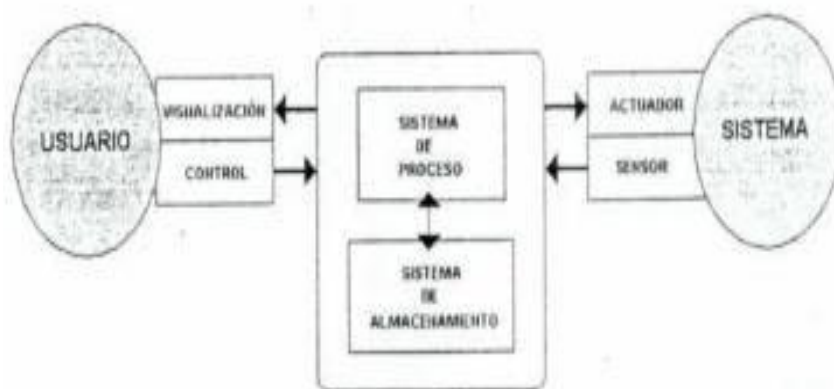 USUARIO
VISUALIZACIÓN
CONTROL
SISTEMA
DE
PROCESO
SISTEMA
DE
ALMACENAMIENTO
ACTUADOR
SENSOR
SISTEMA